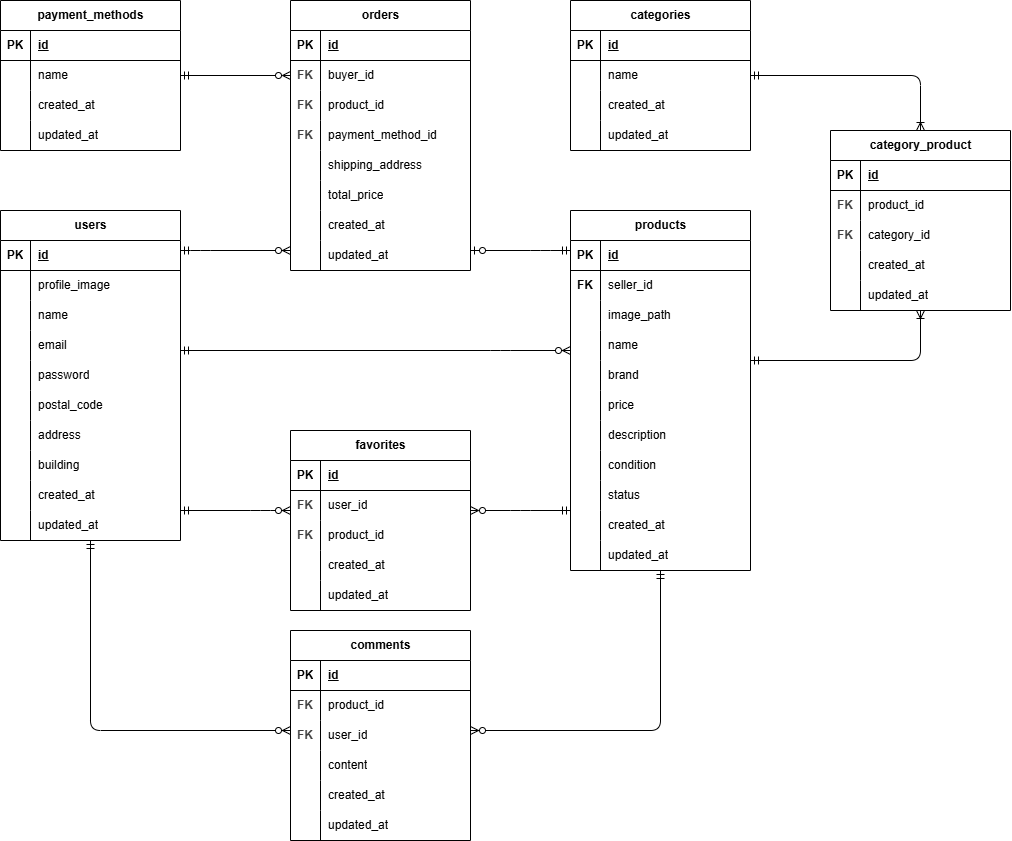 payment_methods
PK id
name
created_at
updated_at
orders
PK id
FK buyer_id
FK product_id
FK payment_method_id
shipping_address
total_price
created_at
updated_at
categories
PK id
name
created_at
updated_at
category_product
PK id
FK product_id
FK category_id
created_at
updated_at
users
PK id
profile_image
name
email
password
postal_code
address
building
created_at
updated_at
products
PK id
FK seller_id
image_path
name
brand
price
description
condition
status
created_at
updated_at
favorites
PK id
FK user_id
FK product_id
created_at
updated_at
comments
PK id
FK product_id
FK user_id
content
created_at
updated_at